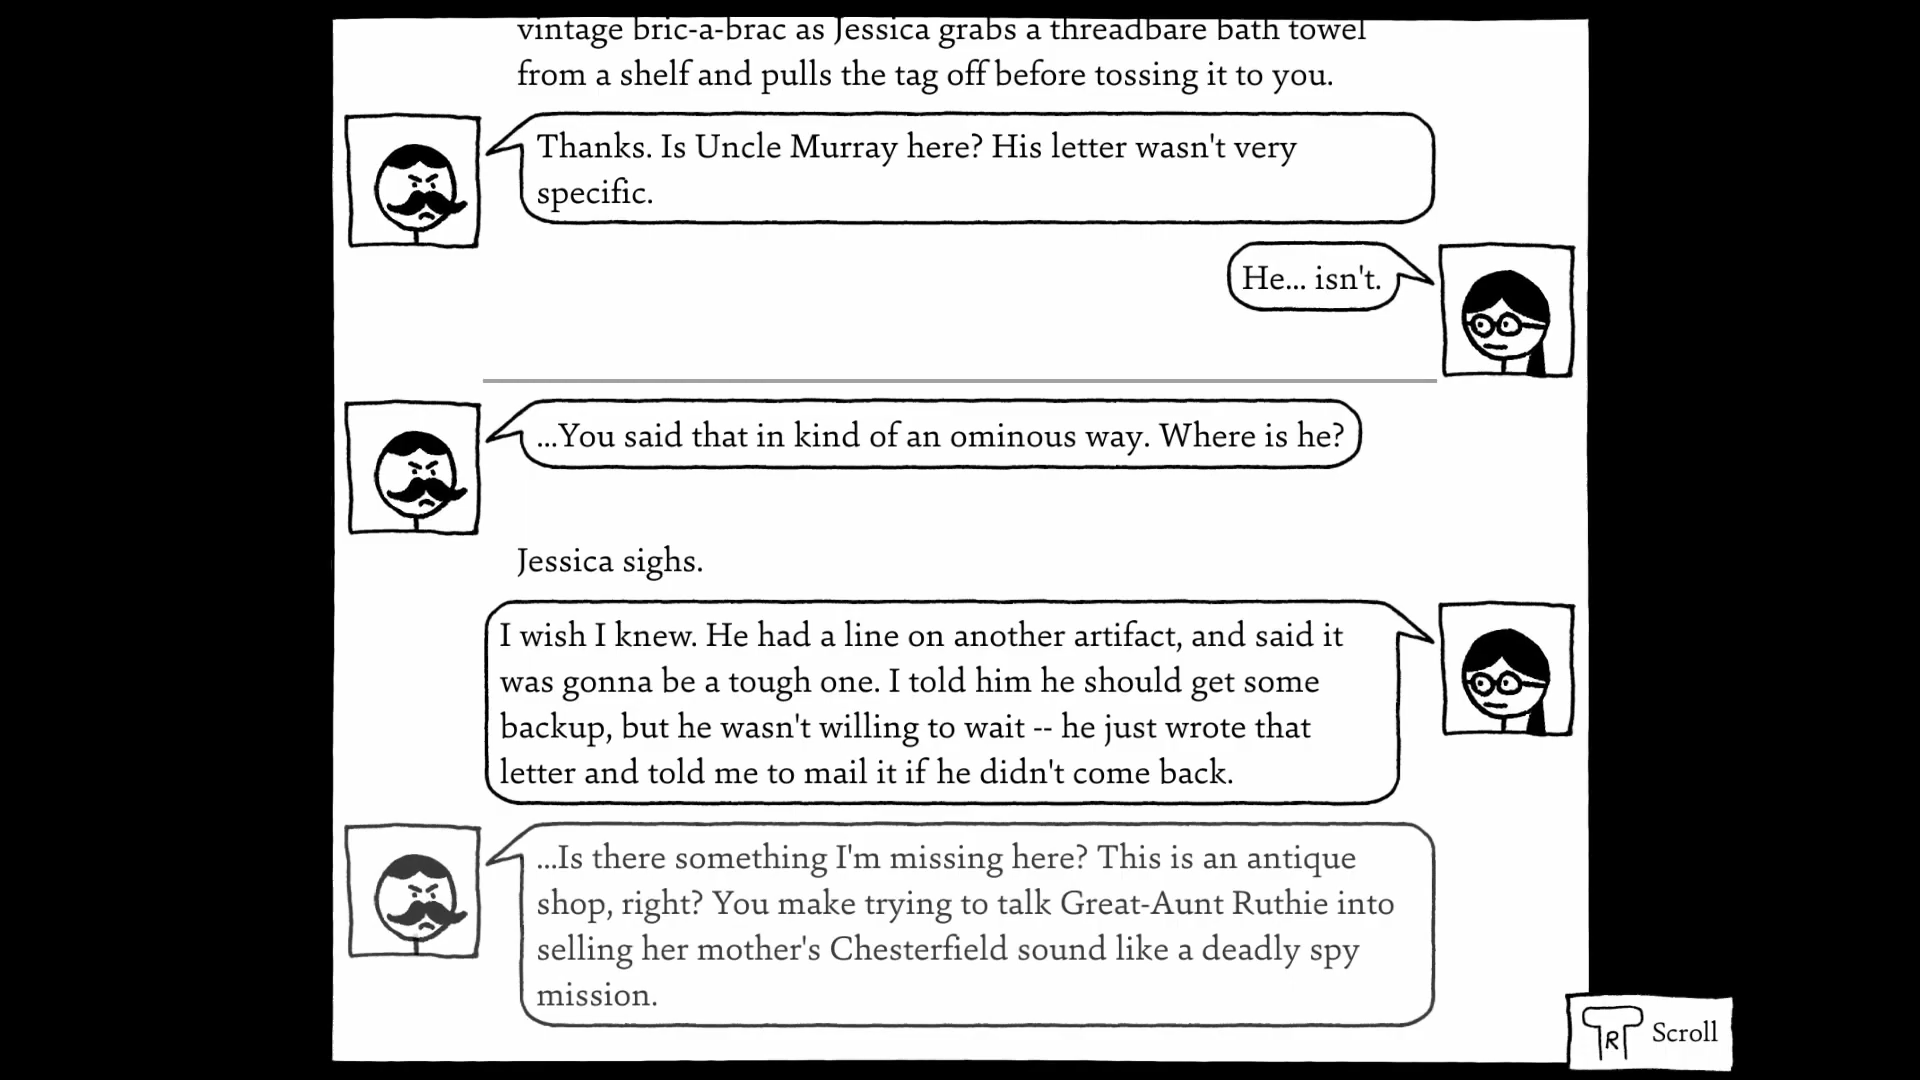 vintage bric-a-brac as Jessica grabs a threadbare bath towel
from a shelf and pulls the tag off before tossing it to you.
Thanks. Is Uncle Murray here? His letter wasn't very
specific.
He... isn't.
...You said that in kind of an ominous way. Where is he?
Jessica sighs.
I wish I knew. He had a line on another artifact, and said it
was gonna be a tough one. I told him he should get some
backup, but he wasn't willing to wait -- he just wrote that
letter and told me to mail it if he didn't come back.
...Is there something I'm missing here? This is an antique
shop, right? You make trying to talk Great-Aunt Ruthie into
selling her mother's Chesterfield sound like a deadly spy
mission.
R Scroll